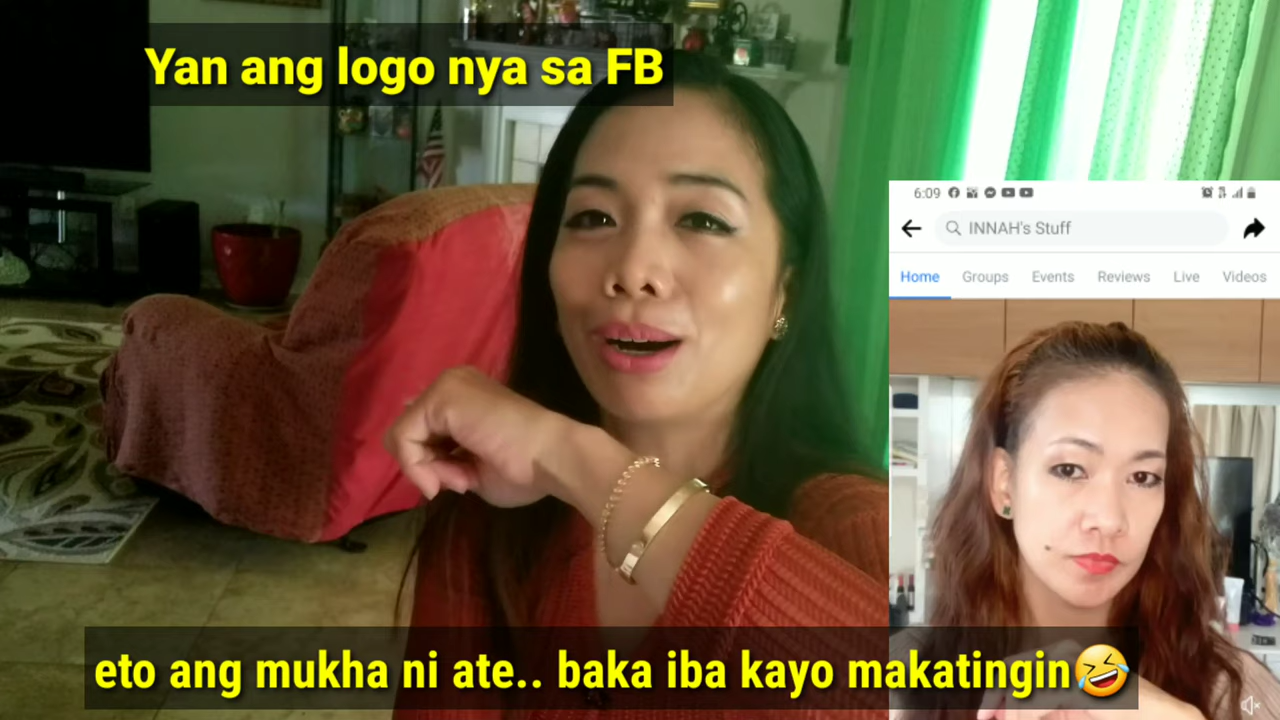 Yan ang logo nya sa FB
6:09
INNAH's Stuff
Home Groups Events Reviews Live Videos
eto ang mukha ni ate.. baka iba kayo makatingin🤣